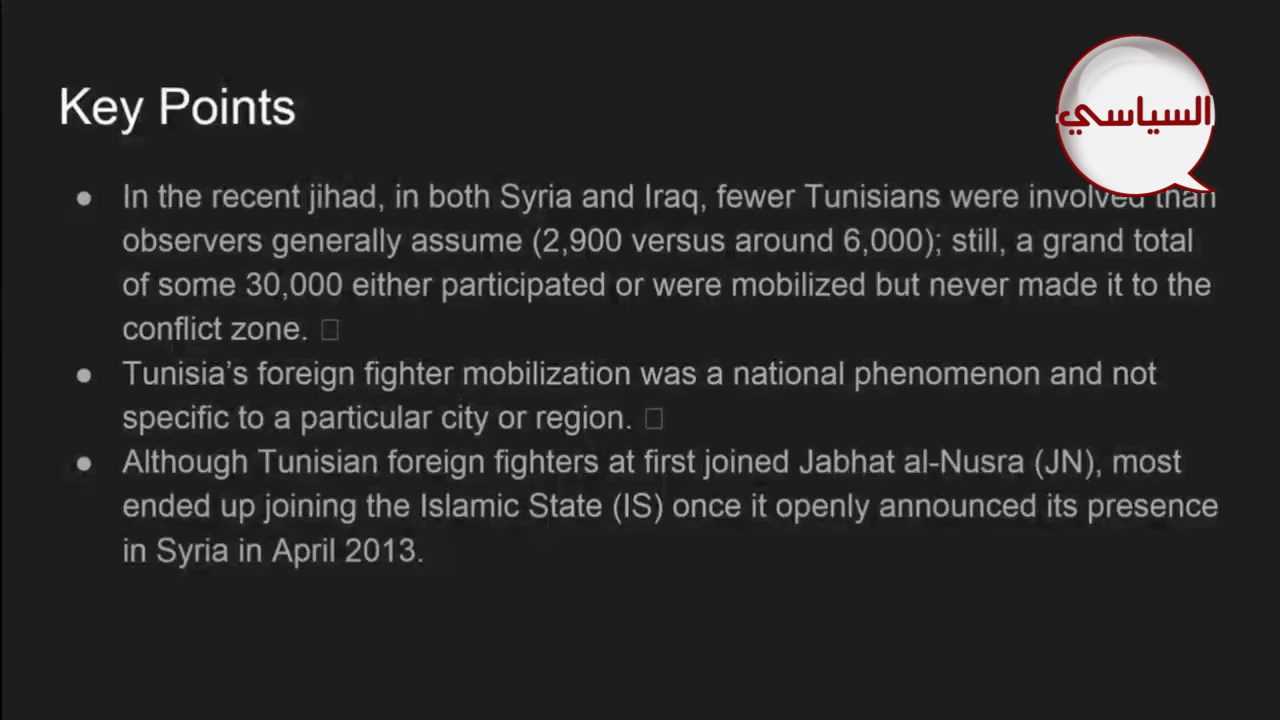 Key Points
السياسي
● In the recent jihad, in both Syria and Iraq, fewer Tunisians were involved than
observers generally assume (2,900 versus around 6,000); still, a grand total
of some 30,000 either participated or were mobilized but never made it to the
conflict zone. □
● Tunisia’s foreign fighter mobilization was a national phenomenon and not
specific to a particular city or region. □
● Although Tunisian foreign fighters at first joined Jabhat al-Nusra (JN), most
ended up joining the Islamic State (IS) once it openly announced its presence
in Syria in April 2013.